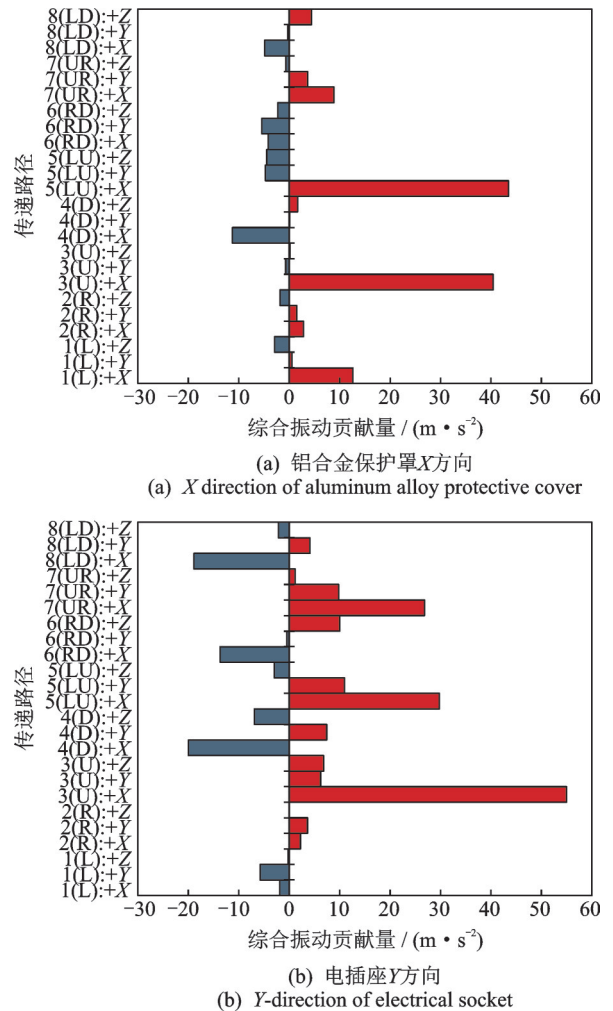 8(LD):+Z
8(LD):+Y
8(LD):+X
7(UR):+Z
7(UR):+Y
7(UR):+X
6(RD):+Z
6(RD):+Y
6(RD):+X
5(LU):+Z
5(LU):+Y
5(LU):+X
4(D):+Z
4(D):+Y
4(D):+X
3(U):+Z
3(U):+Y
3(U):+X
2(R):+Z
2(R):+Y
2(R):+X
1(L):+Z
1(L):+Y
1(L):+X
传递路径
−30 −20 −10 0 10 20 30 40 50 60
综合振动贡献量 / (m·s⁻²)
(a) 铝合金保护罩X方向
(a) X direction of aluminum alloy protective cover
8(LD):+Z
8(LD):+Y
8(LD):+X
7(UR):+Z
7(UR):+Y
7(UR):+X
6(RD):+Z
6(RD):+Y
6(RD):+X
5(LU):+Z
5(LU):+Y
5(LU):+X
4(D):+Z
4(D):+Y
4(D):+X
3(U):+Z
3(U):+Y
3(U):+X
2(R):+Z
2(R):+Y
2(R):+X
1(L):+Z
1(L):+Y
1(L):+X
传递路径
−30 −20 −10 0 10 20 30 40 50 60
综合振动贡献量 / (m·s⁻²)
(b) 电插座Y方向
(b) Y-direction of electrical socket